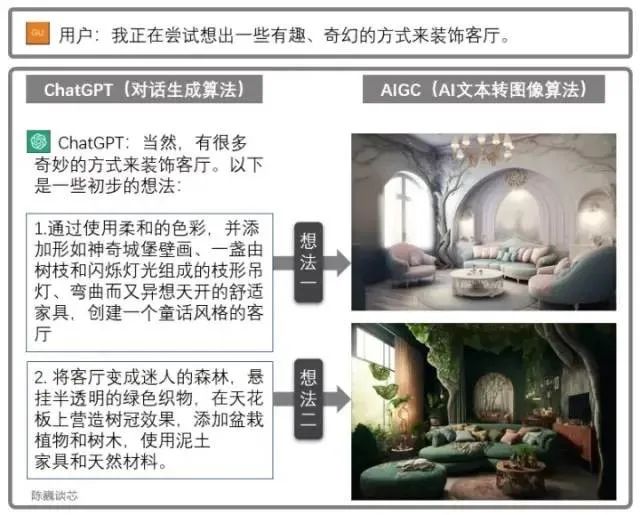 GU 用户：我正在尝试想出一些有趣、奇幻的方式来装饰客厅。
ChatGPT（对话生成算法）
AIGC（AI文本转图像算法）
ChatGPT：当然，有很多
奇妙的方式来装饰客厅。以下
是一些初步的想法：
1.通过使用柔和的色彩，并添
加形如神奇城堡壁画、一盏由
树枝和闪烁灯光组成的枝形吊
灯、弯曲而又异想天开的舒适
家具，创建一个童话风格的客
厅
想法一
2. 将客厅变成迷人的森林，悬
挂半透明的绿色织物，在天花
板上营造树冠效果，添加盆栽
植物和树木，使用泥土
家具和天然材料。
想法二
陈巍谈芯